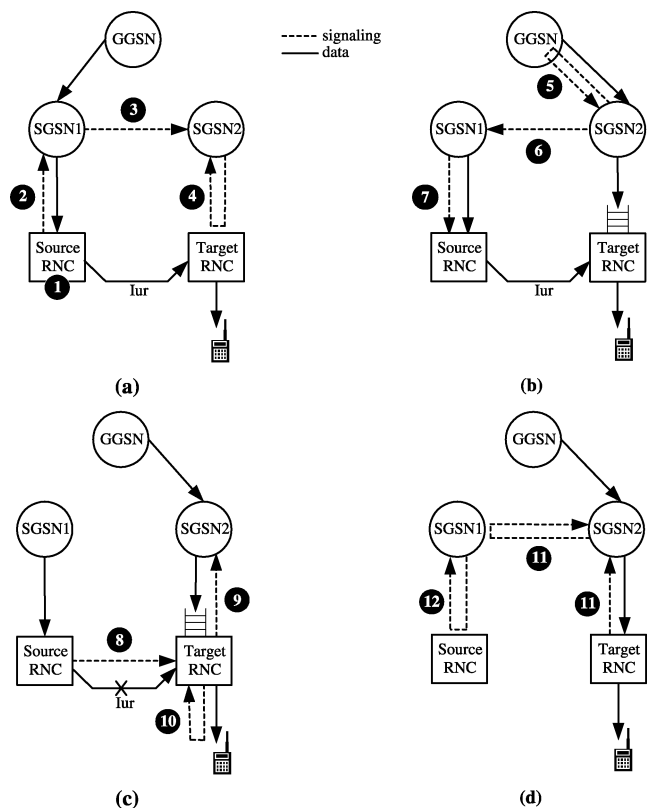 GGSN
signaling
data
3
SGSN1
SGSN2
2
4
Source
RNC
Target
RNC
1
Iur
(a)
GGSN
5
SGSN1
SGSN2
6
7
Source
RNC
Target
RNC
Iur
(b)
GGSN
SGSN1
SGSN2
9
8
Source
RNC
Target
RNC
Iur
10
(c)
GGSN
SGSN1
SGSN2
11
12
11
Source
RNC
Target
RNC
(d)